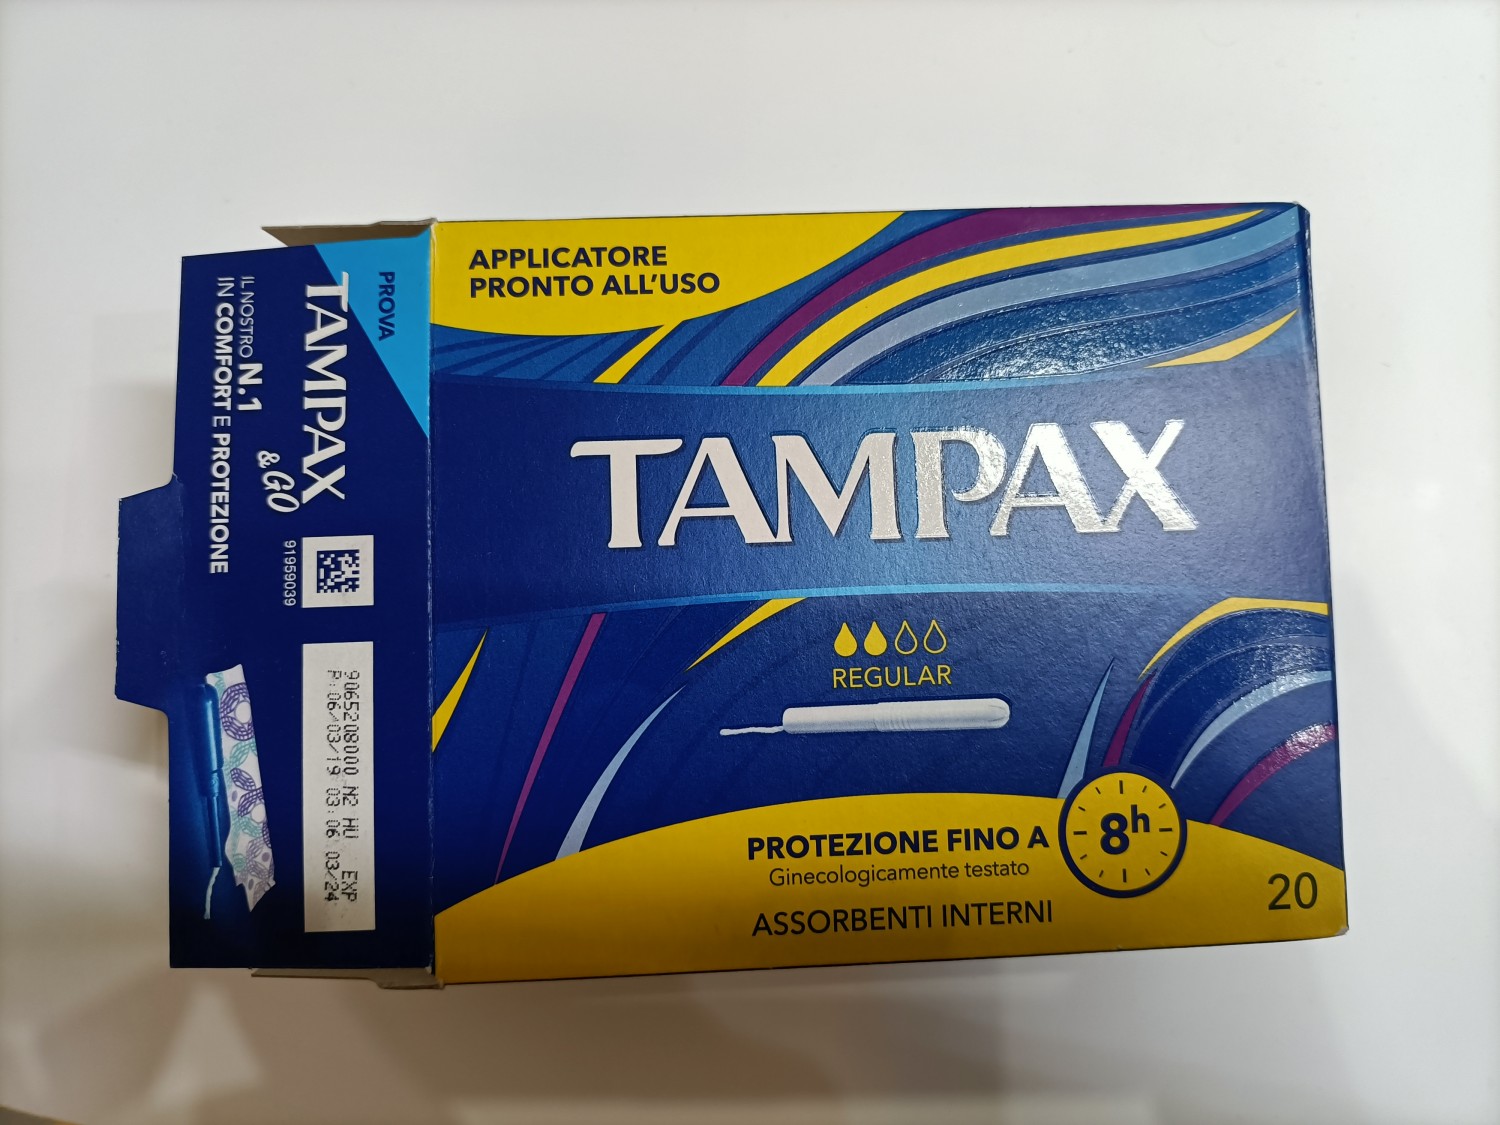 APPLICATORE
PRONTO ALL'USO
TAMPAX
REGULAR
PROTEZIONE FINO A
8h
Ginecologicamente testato
ASSORBENTI INTERNI
20
PROVA
TAMPAX
&GO
IL NOSTRO N.1
IN COMFORT E PROTEZIONE
91959039
9065208000 N2 HU EXP
P:06/03/19 03:06 03/24